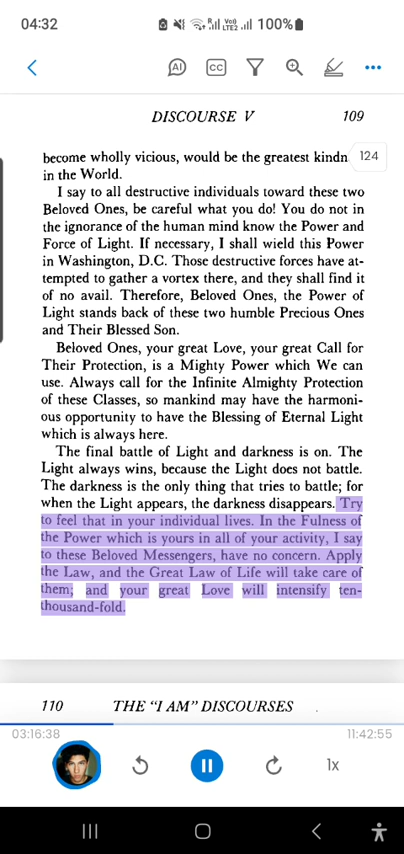 04:32
Vo)) LTE2 100%
AI CC
DISCOURSE V 109
124
become wholly vicious, would be the greatest kindn
in the World.
I say to all destructive individuals toward these two
Beloved Ones, be careful what you do! You do not in
the ignorance of the human mind know the Power and
Force of Light. If necessary, I shall wield this Power
in Washington, D.C. Those destructive forces have at-
tempted to gather a vortex there, and they shall find it
of no avail. Therefore, Beloved Ones, the Power of
Light stands back of these two humble Precious Ones
and Their Blessed Son.
Beloved Ones, your great Love, your great Call for
Their Protection, is a Mighty Power which We can
use. Always call for the Infinite Almighty Protection
of these Classes, so mankind may have the harmoni-
ous opportunity to have the Blessing of Eternal Light
which is always here.
The final battle of Light and darkness is on. The
Light always wins, because the Light does not battle.
The darkness is the only thing that tries to battle; for
when the Light appears, the darkness disappears. Try
to feel that in your individual lives. In the Fulness of
the Power which is yours in all of your activity, I say
to these Beloved Messengers, have no concern. Apply
the Law, and the Great Law of Life will take care of
them; and your great Love will intensify ten-
thousand-fold.
110 THE “I AM” DISCOURSES
03:16:38 11:42:55
1x